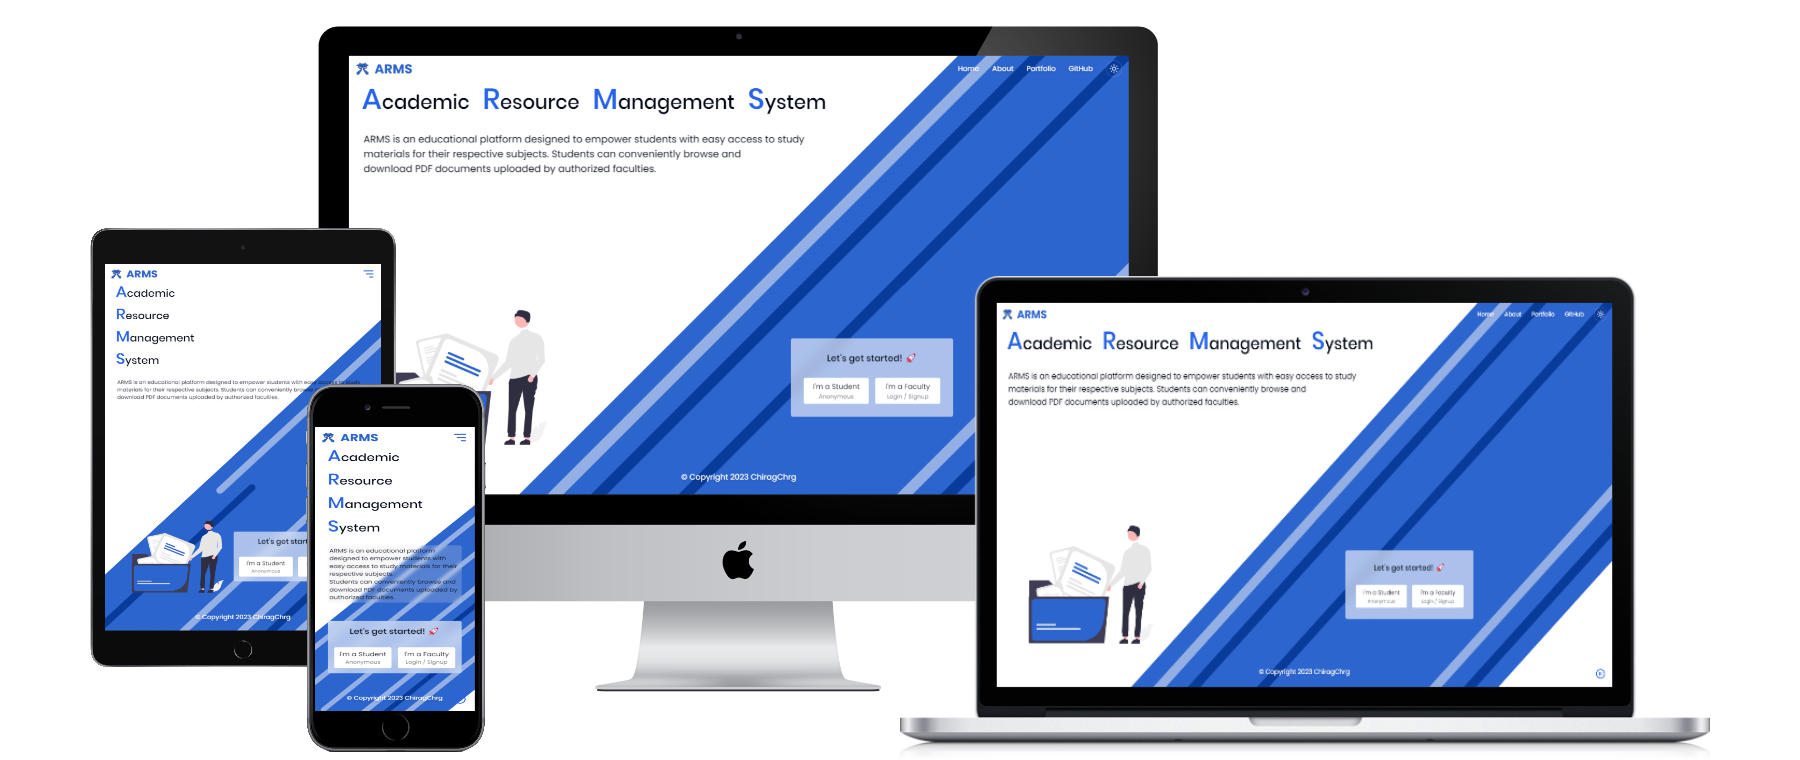 ARMS
Home About Portfolio GitHub
Academic Resource Management System
ARMS is an educational platform designed to empower students with easy access to study
materials for their respective subjects. Students can conveniently browse and
download PDF documents uploaded by authorized faculties.
Let's get started! 🚀
I'm a Student
Anonymous
I'm a Faculty
Login / Signup
© Copyright 2023 ChiragChrg
ARMS
Academic
Resource
Management
System
ARMS is an educational platform designed to empower students with easy access to study
materials for their respective subjects. Students can conveniently brow
download PDF documents uploaded by authorized faculties.
Let's get start
I'm a Student
Anonymous
© Copyright 2023 ChiragChrg
ARMS
Academic
Resource
Management
System
ARMS is an educational platform
designed to empower students with
easy access to study materials for their
respective subjects.
Students can conveniently browse and
download PDF documents uploaded by
authorized faculties.
Let's get started! 🚀
I'm a Student
Anonymous
I'm a Faculty
Login / Signup
© Copyright 2023 ChiragChrg
ARMS
Home About Portfolio GitHub
Academic Resource Management System
ARMS is an educational platform designed to empower students with easy access to study
materials for their respective subjects. Students can conveniently browse and
download PDF documents uploaded by authorized faculties.
Let's get started! 🚀
I'm a Student
Anonymous
I'm a Faculty
Login / Signup
© Copyright 2023 ChiragChrg